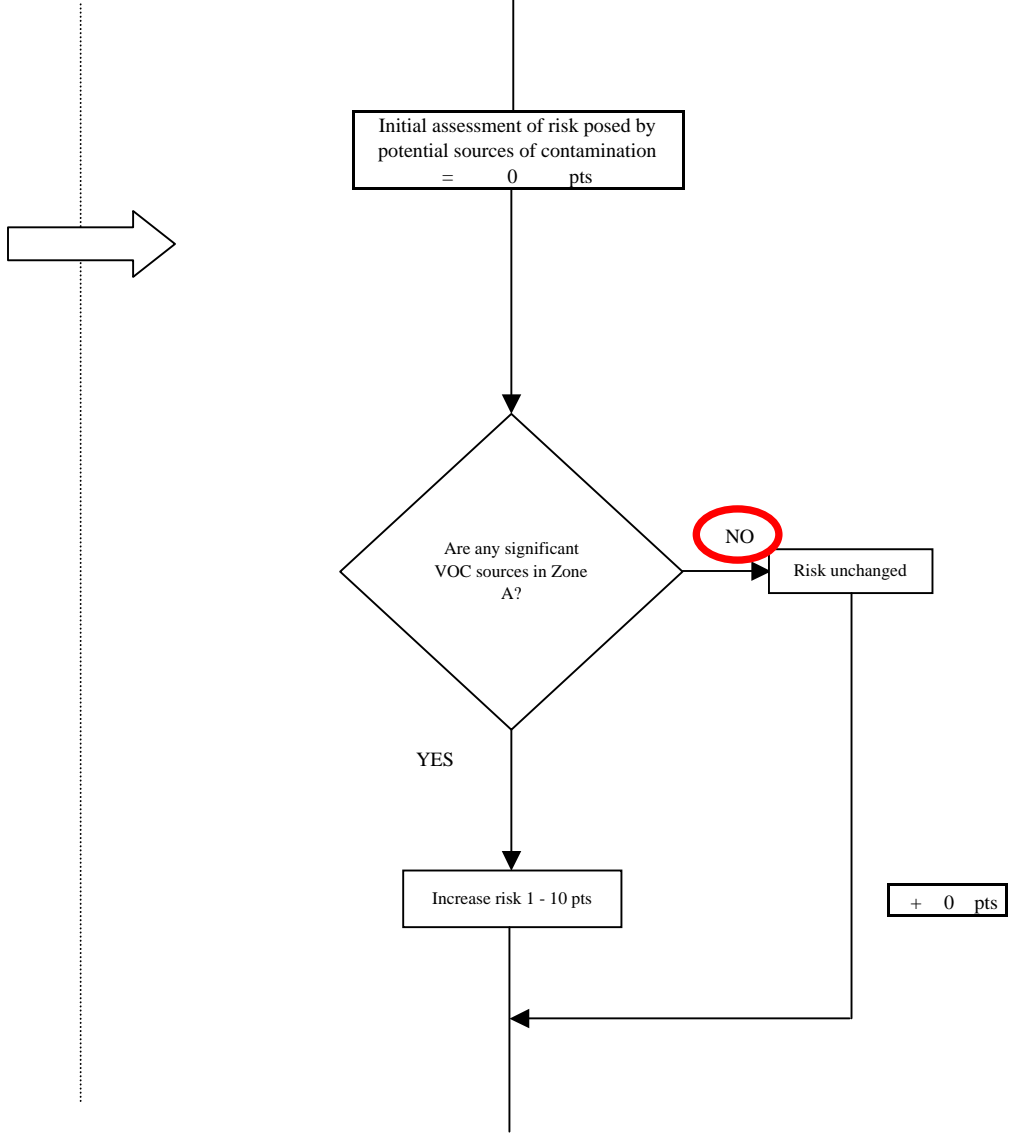 Initial assessment of risk posed by
potential sources of contamination
= 0 pts
Are any significant
VOC sources in Zone
A?
NO
Risk unchanged
YES
Increase risk 1 - 10 pts
+ 0 pts